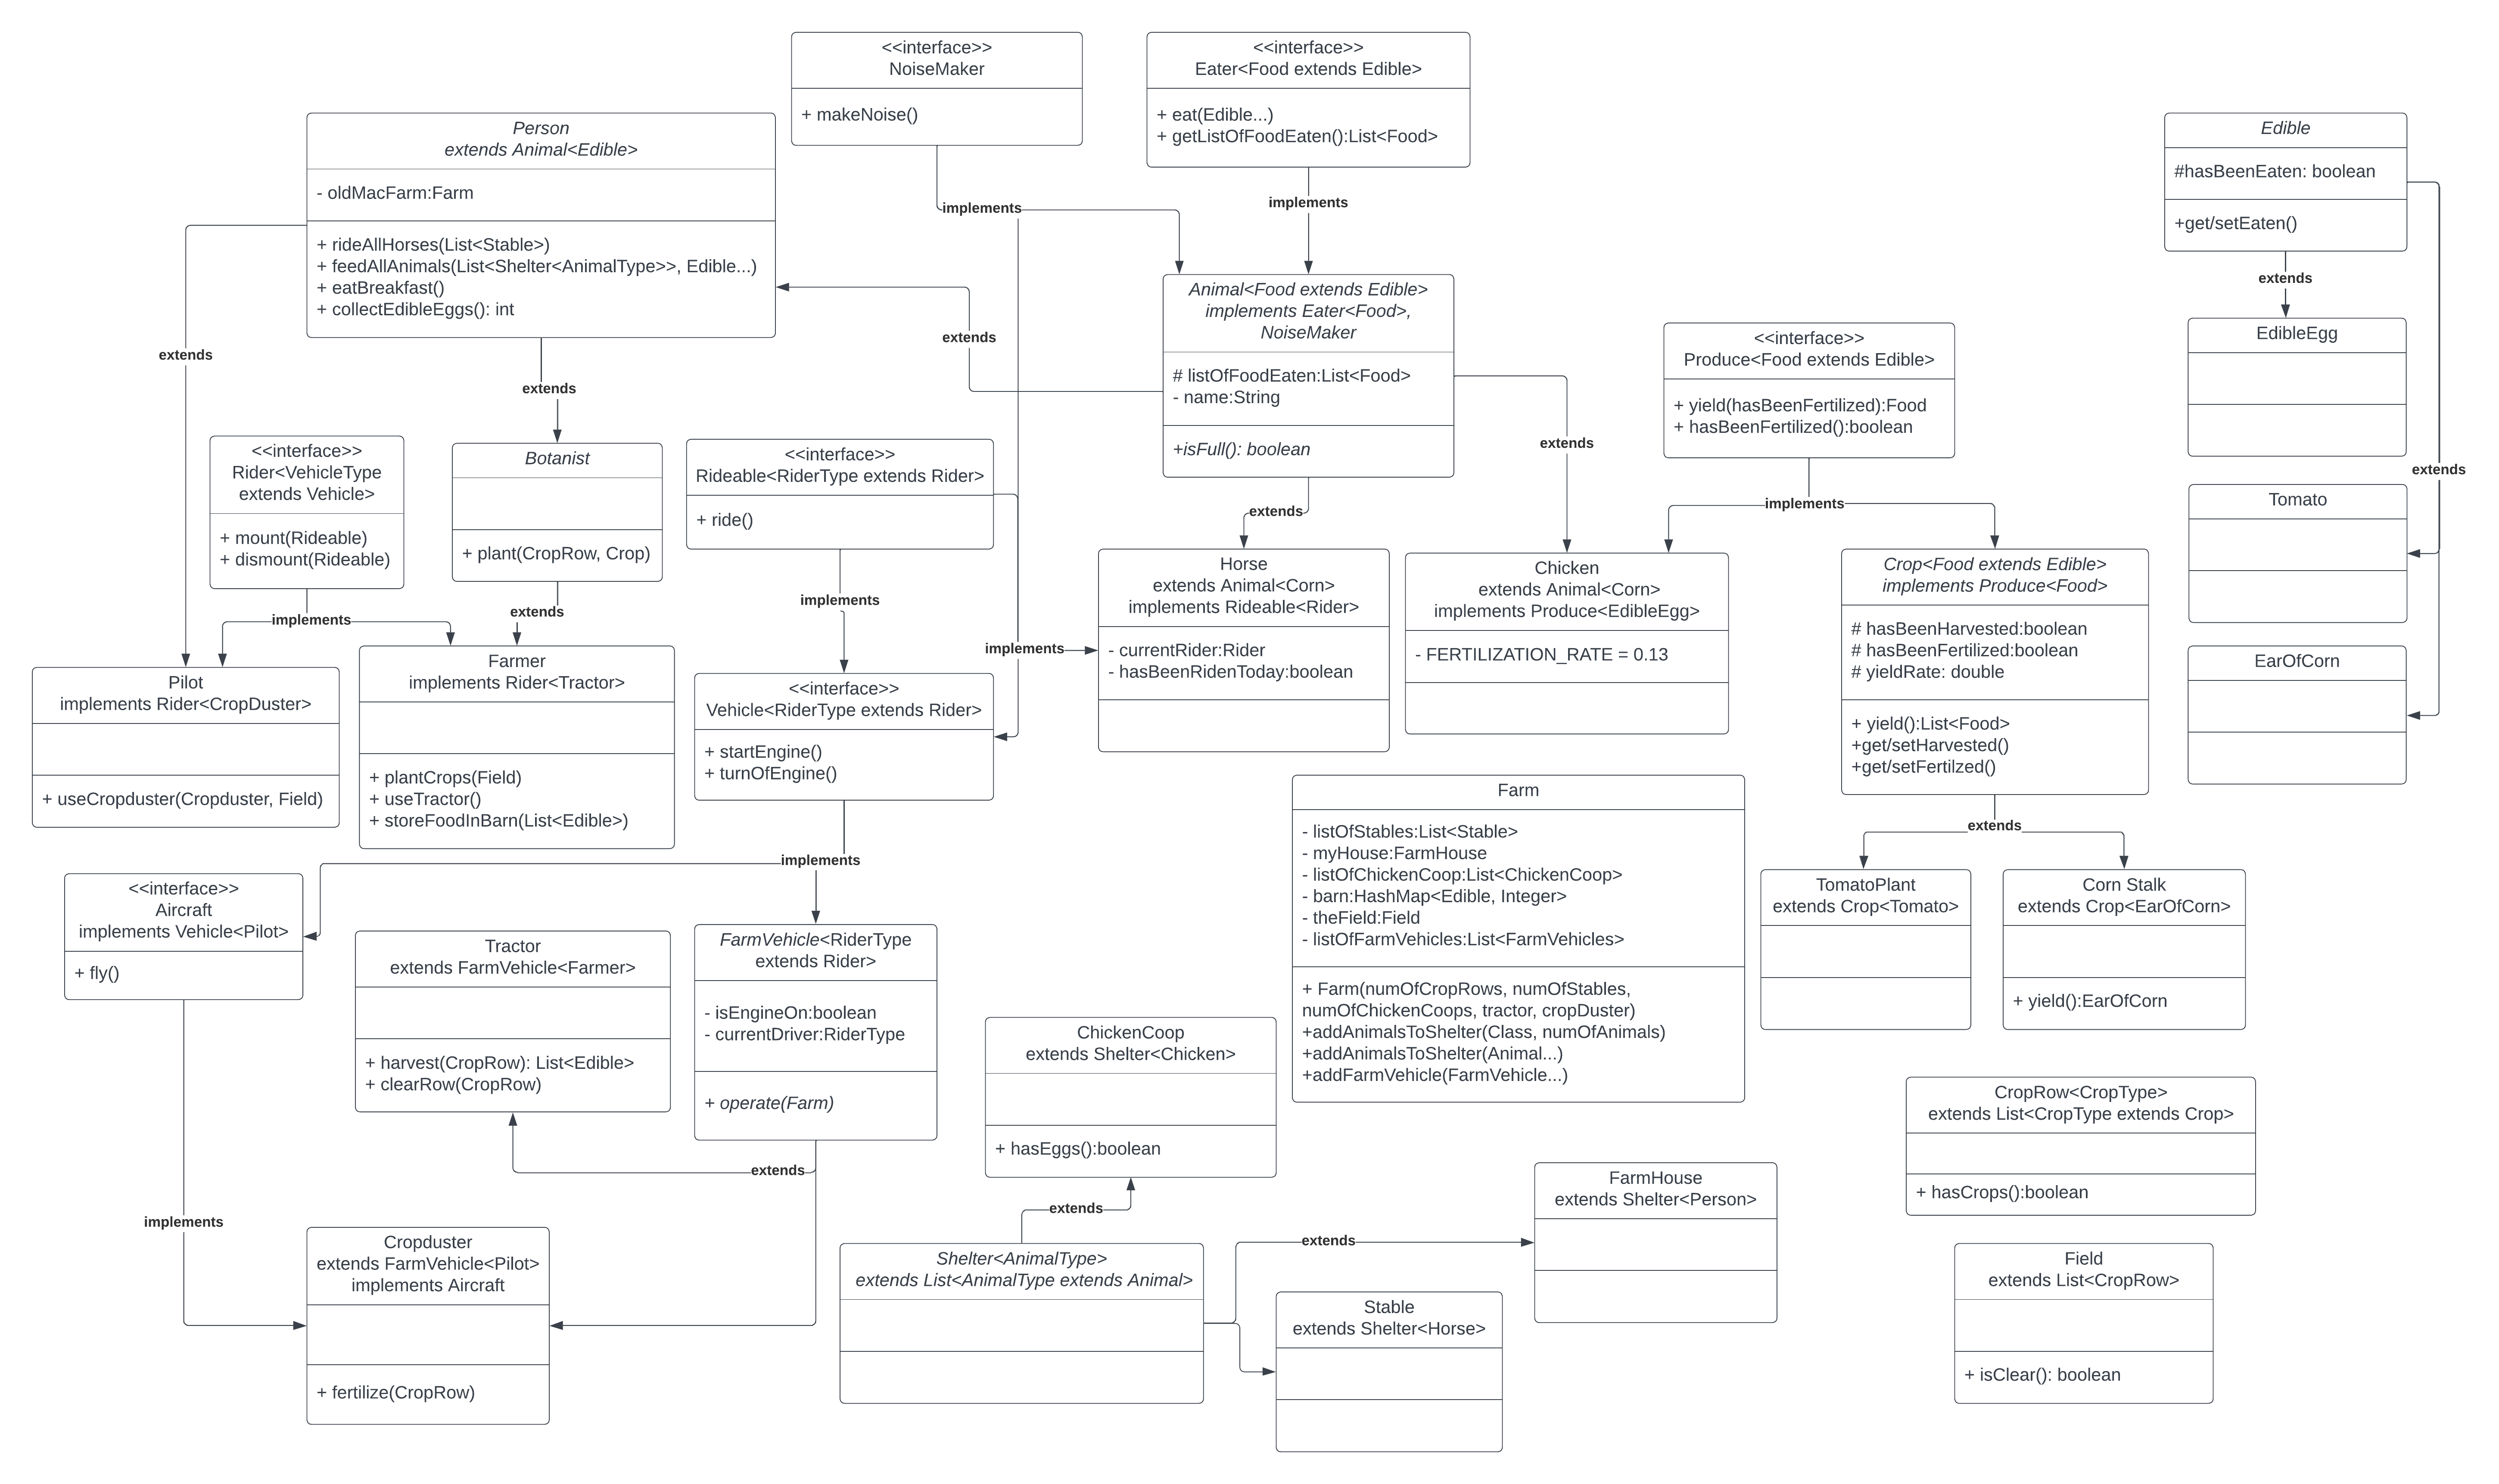 <<interface>>
NoiseMaker
+ makeNoise()
<<interface>>
Eater<Food extends Edible>
+ eat(Edible...)
+ getListOfFoodEaten():List<Food>
Person
extends Animal<Edible>
- oldMacFarm:Farm
+ rideAllHorses(List<Stable>)
+ feedAllAnimals(List<Shelter<AnimalType>>, Edible...)
+ eatBreakfast()
+ collectEdibleEggs(): int
Edible
#hasBeenEaten: boolean
+get/setEaten()
implements
implements
extends
Animal<Food extends Edible>
implements Eater<Food>,
NoiseMaker
# listOfFoodEaten:List<Food>
- name:String
+isFull(): boolean
extends
EdibleEgg
<<interface>>
Produce<Food extends Edible>
+ yield(hasBeenFertilized):Food
+ hasBeenFertilized():boolean
extends
extends
<<interface>>
Rider<VehicleType
extends Vehicle>
+ mount(Rideable)
+ dismount(Rideable)
Botanist
+ plant(CropRow, Crop)
<<interface>>
Rideable<RiderType extends Rider>
+ ride()
extends
extends
Tomato
extends
implements
Horse
extends Animal<Corn>
implements Rideable<Rider>
- currentRider:Rider
- hasBeenRidenToday:boolean
Chicken
extends Animal<Corn>
implements Produce<EdibleEgg>
- FERTILIZATION_RATE = 0.13
Crop<Food extends Edible>
implements Produce<Food>
# hasBeenHarvested:boolean
# hasBeenFertilized:boolean
# yieldRate: double
+ yield():List<Food>
+get/setHarvested()
+get/setFertilzed()
EarOfCorn
implements
extends
implements
implements
Pilot
implements Rider<CropDuster>
+ useCropduster(Cropduster, Field)
Farmer
implements Rider<Tractor>
+ plantCrops(Field)
+ useTractor()
+ storeFoodInBarn(List<Edible>)
<<interface>>
Vehicle<RiderType extends Rider>
+ startEngine()
+ turnOfEngine()
Farm
- listOfStables:List<Stable>
- myHouse:FarmHouse
- listOfChickenCoop:List<ChickenCoop>
- barn:HashMap<Edible, Integer>
- theField:Field
- listOfFarmVehicles:List<FarmVehicles>
+ Farm(numOfCropRows, numOfStables,
numOfChickenCoops, tractor, cropDuster)
+addAnimalsToShelter(Class, numOfAnimals)
+addAnimalsToShelter(Animal...)
+addFarmVehicle(FarmVehicle...)
extends
implements
<<interface>>
Aircraft
implements Vehicle<Pilot>
+ fly()
Tractor
extends FarmVehicle<Farmer>
+ harvest(CropRow): List<Edible>
+ clearRow(CropRow)
FarmVehicle<RiderType
extends Rider>
- isEngineOn:boolean
- currentDriver:RiderType
+ operate(Farm)
TomatoPlant
extends Crop<Tomato>
Corn Stalk
extends Crop<EarOfCorn>
+ yield():EarOfCorn
ChickenCoop
extends Shelter<Chicken>
+ hasEggs():boolean
CropRow<CropType>
extends List<CropType extends Crop>
+ hasCrops():boolean
extends
extends
implements
FarmHouse
extends Shelter<Person>
extends
Cropduster
extends FarmVehicle<Pilot>
implements Aircraft
+ fertilize(CropRow)
Shelter<AnimalType>
extends List<AnimalType extends Animal>
Stable
extends Shelter<Horse>
Field
extends List<CropRow>
+ isClear(): boolean